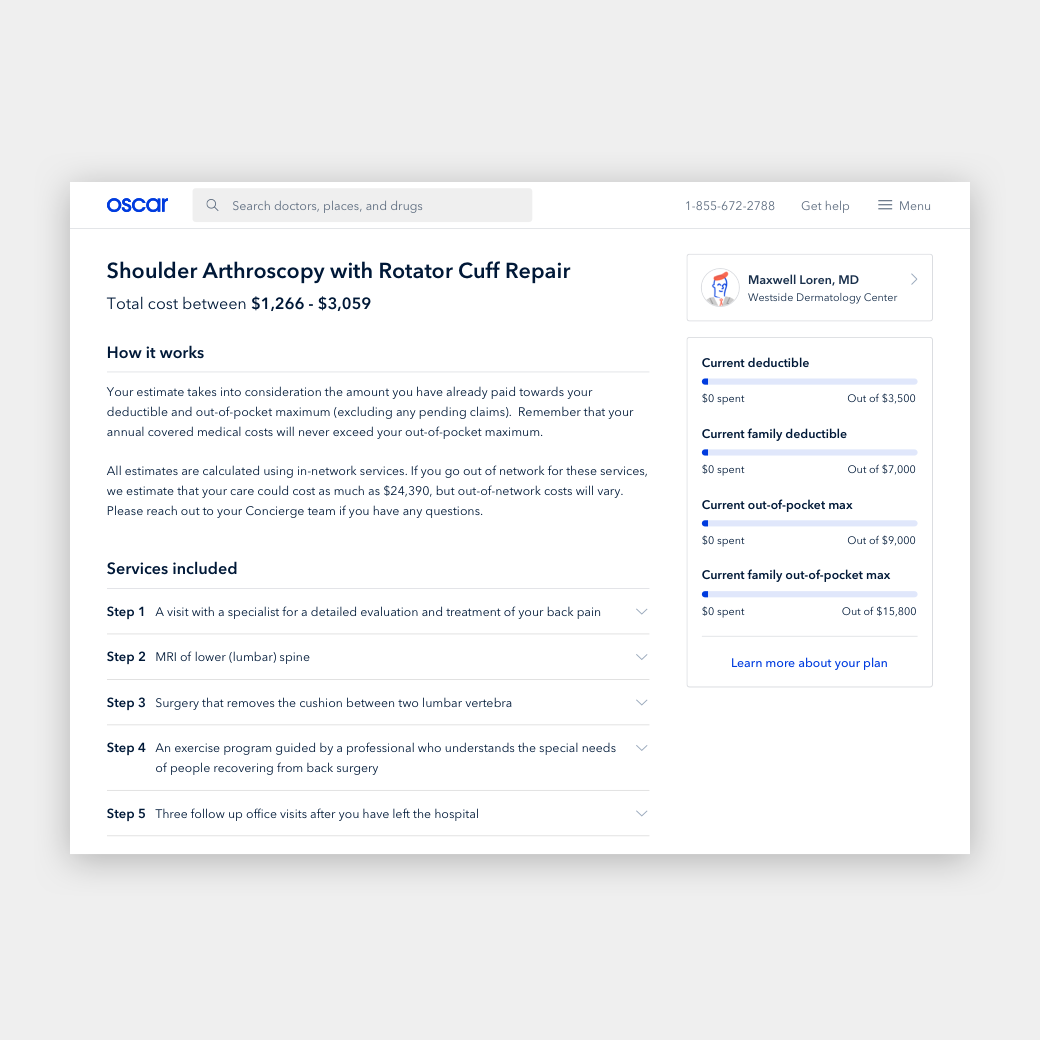 oscar
Search doctors, places, and drugs
1-855-672-2788
Get help
Menu
Shoulder Arthroscopy with Rotator Cuff Repair
Total cost between $1,266 - $3,059
How it works
Your estimate takes into consideration the amount you have already paid towards your
deductible and out-of-pocket maximum (excluding any pending claims).  Remember that your
annual covered medical costs will never exceed your out-of-pocket maximum.
All estimates are calculated using in-network services. If you go out of network for these services,
we estimate that your care could cost as much as $24,390, but out-of-network costs will vary.
Please reach out to your Concierge team if you have any questions.
Services included
Step 1 A visit with a specialist for a detailed evaluation and treatment of your back pain
Step 2 MRI of lower (lumbar) spine
Step 3 Surgery that removes the cushion between two lumbar vertebra
Step 4 An exercise program guided by a professional who understands the special needs
of people recovering from back surgery
Step 5 Three follow up office visits after you have left the hospital
Maxwell Loren, MD
Westside Dermatology Center
Current deductible
$0 spent Out of $3,500
Current family deductible
$0 spent Out of $7,000
Current out-of-pocket max
$0 spent Out of $9,000
Current family out-of-pocket max
$0 spent Out of $15,800
Learn more about your plan